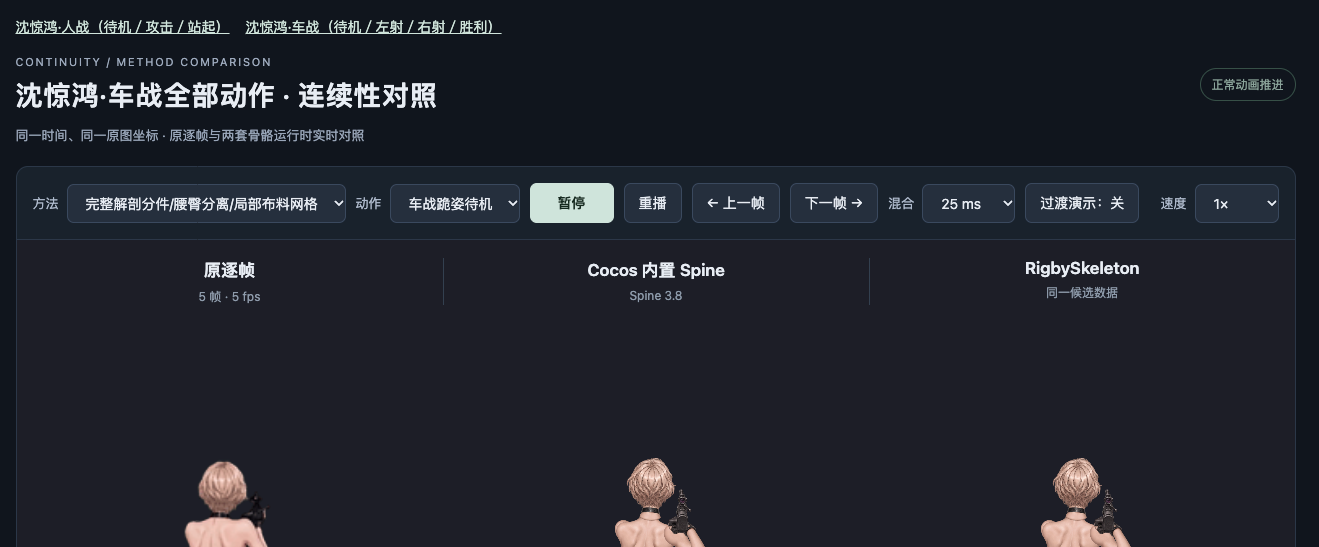 沈惊鸿·人战（待机 / 攻击 / 站起） 沈惊鸿·车战（待机 / 左射 / 右射 / 胜利）
CONTINUITY / METHOD COMPARISON
沈惊鸿·车战全部动作 · 连续性对照
正常动画推进
同一时间、同一原图坐标 · 原逐帧与两套骨骼运行时实时对照
方法 完整解剖分件/腰臀分离/局部布料网格 动作 车战跪姿待机 暂停 重播 ← 上一帧 下一帧 → 混合 25 ms 过渡演示：关 速度 1×
原逐帧 Cocos 内置 Spine RigbySkeleton
5 帧 · 5 fps Spine 3.8 同一候选数据